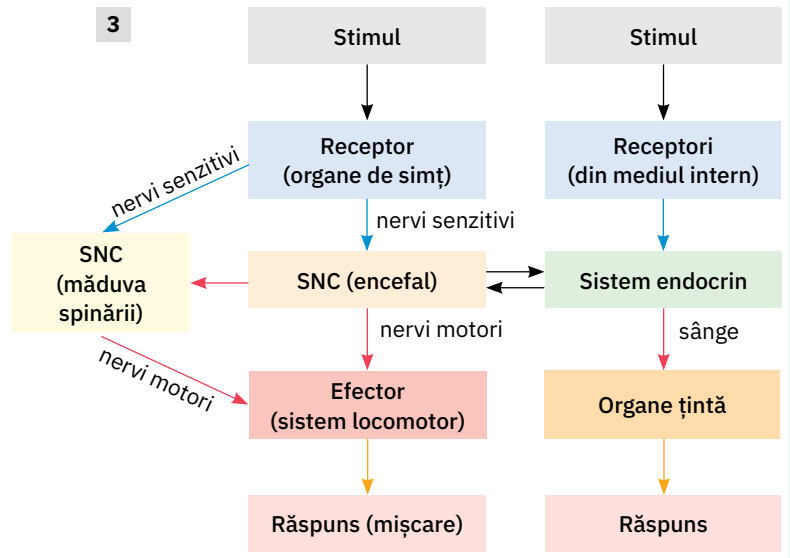 3
Stimul
Stimul
Receptor
(organe de simț)
Receptori
(din mediul intern)
nervi senzitivi
nervi senzitivi
SNC
(măduva
spinării)
SNC (encefal)
Sistem endocrin
nervi motori
sânge
nervi motori
Efector
(sistem locomotor)
Organe țintă
Răspuns (mișcare)
Răspuns